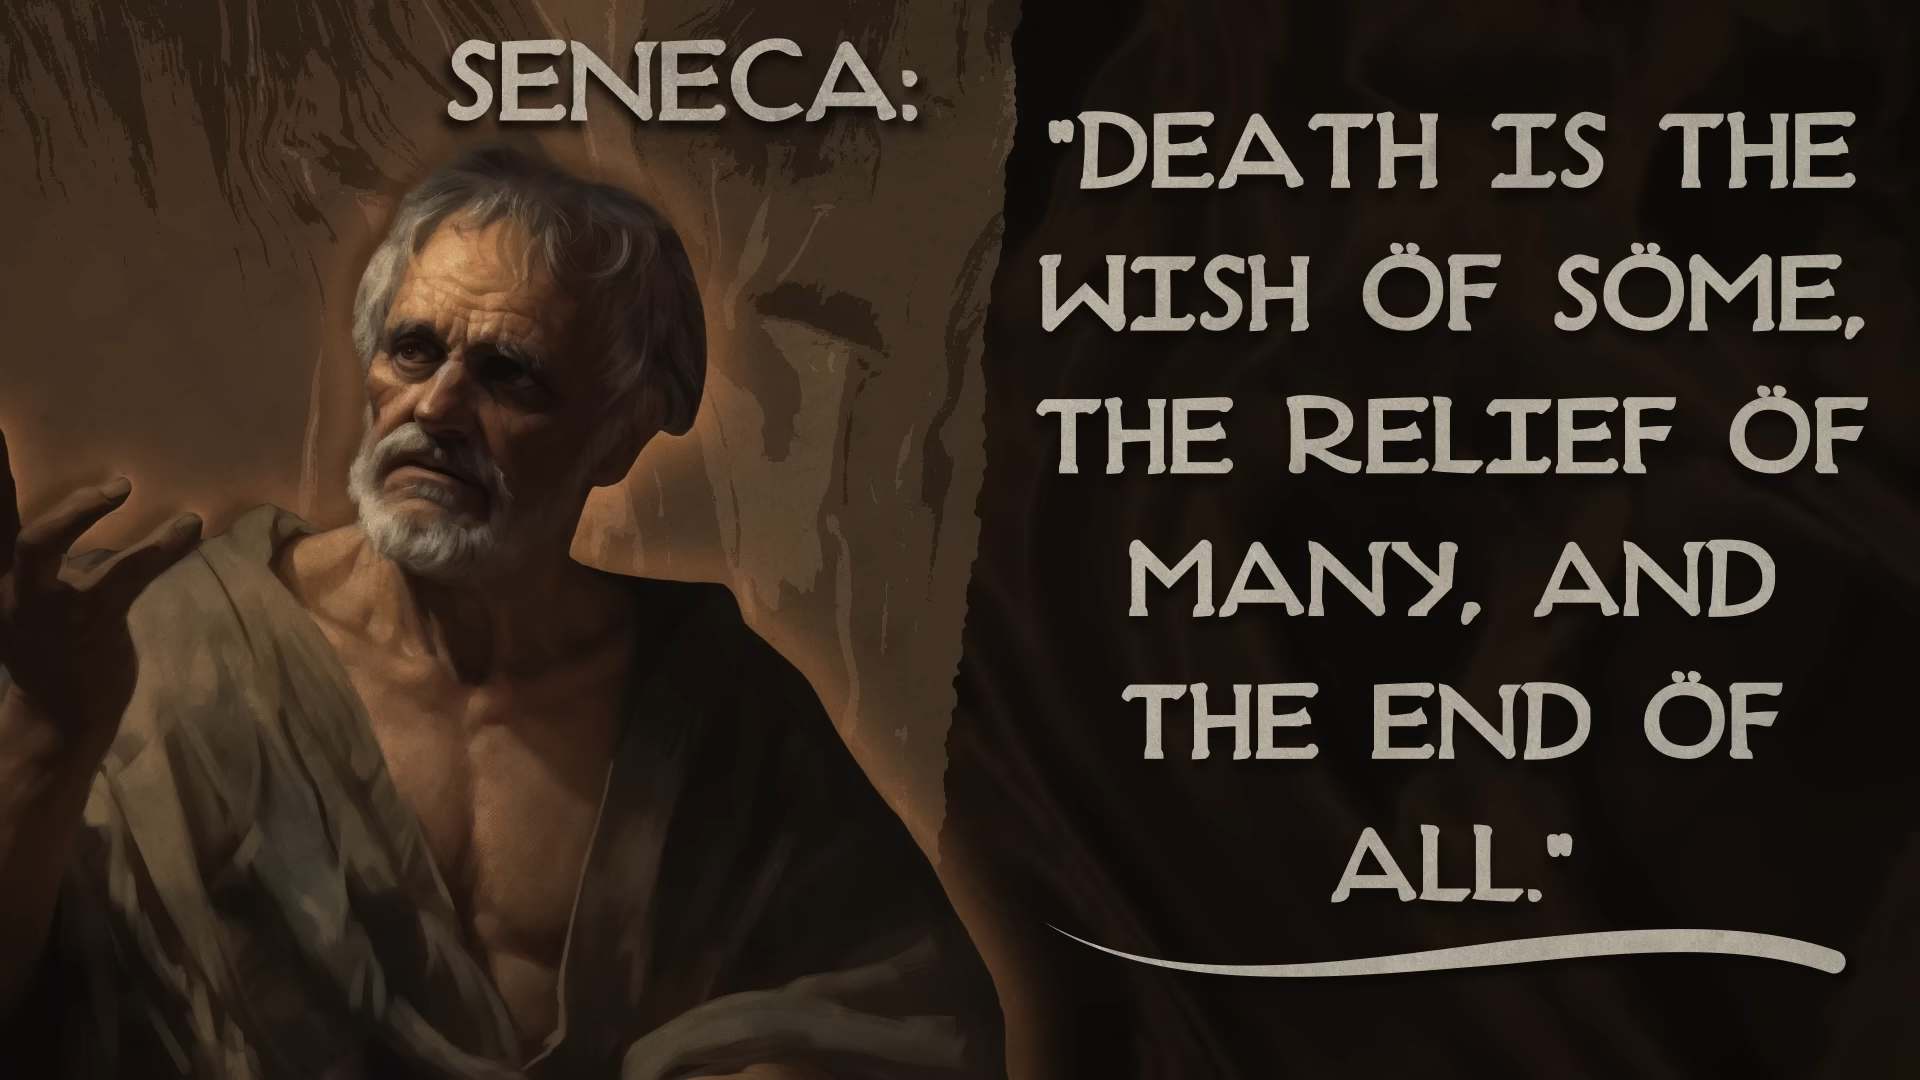 SENECA:
"DEATH IS THE
WISH ÖF SÖME,
THE RELIEF ÖF
MANY, AND
THE END ÖF
ALL."